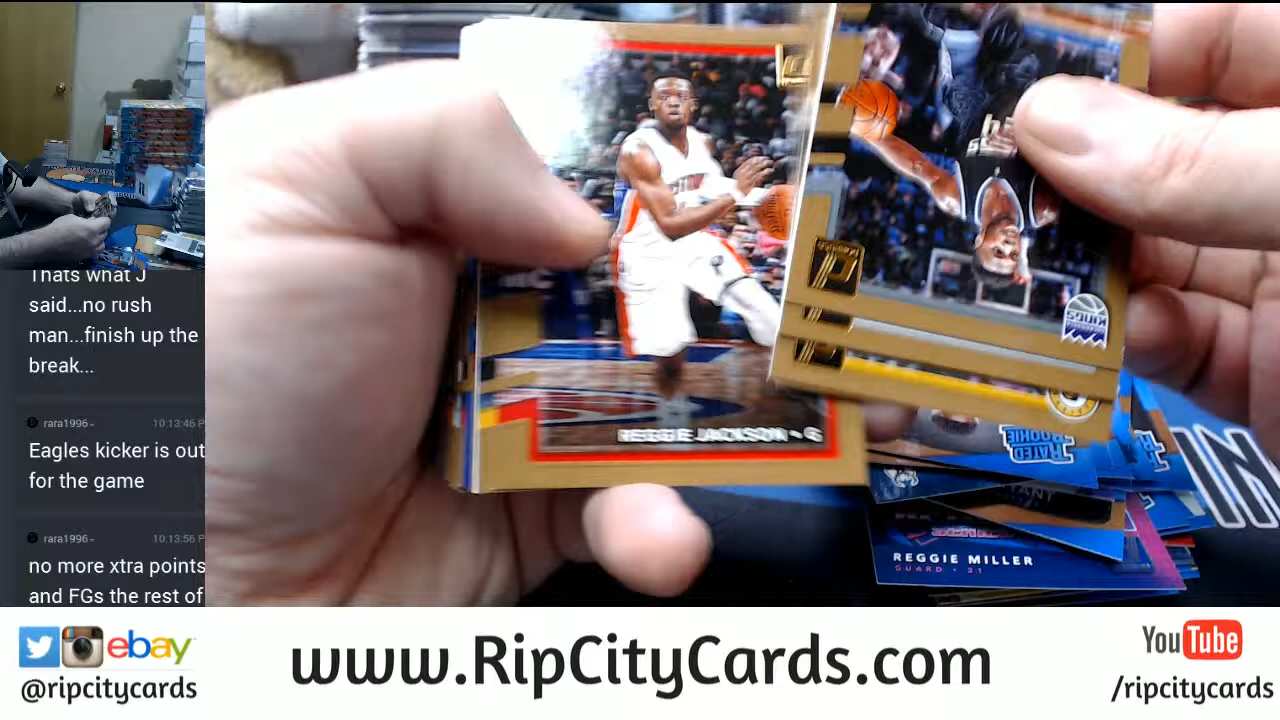 Thats what J
said...no rush
man...finish up the
break...
rara1996
10:13:46 P
Eagles kicker is out
for the game
rara1996
10:13:56 P
no more xtra points
and FGs the rest of
REGGIE JACKSON • G
KINGS
RATED
ROOKIE
REGGIE MILLER
GUARD • 31
IN
ebay
@ripcitycards
www.RipCityCards.com
YouTube
/ripcitycards